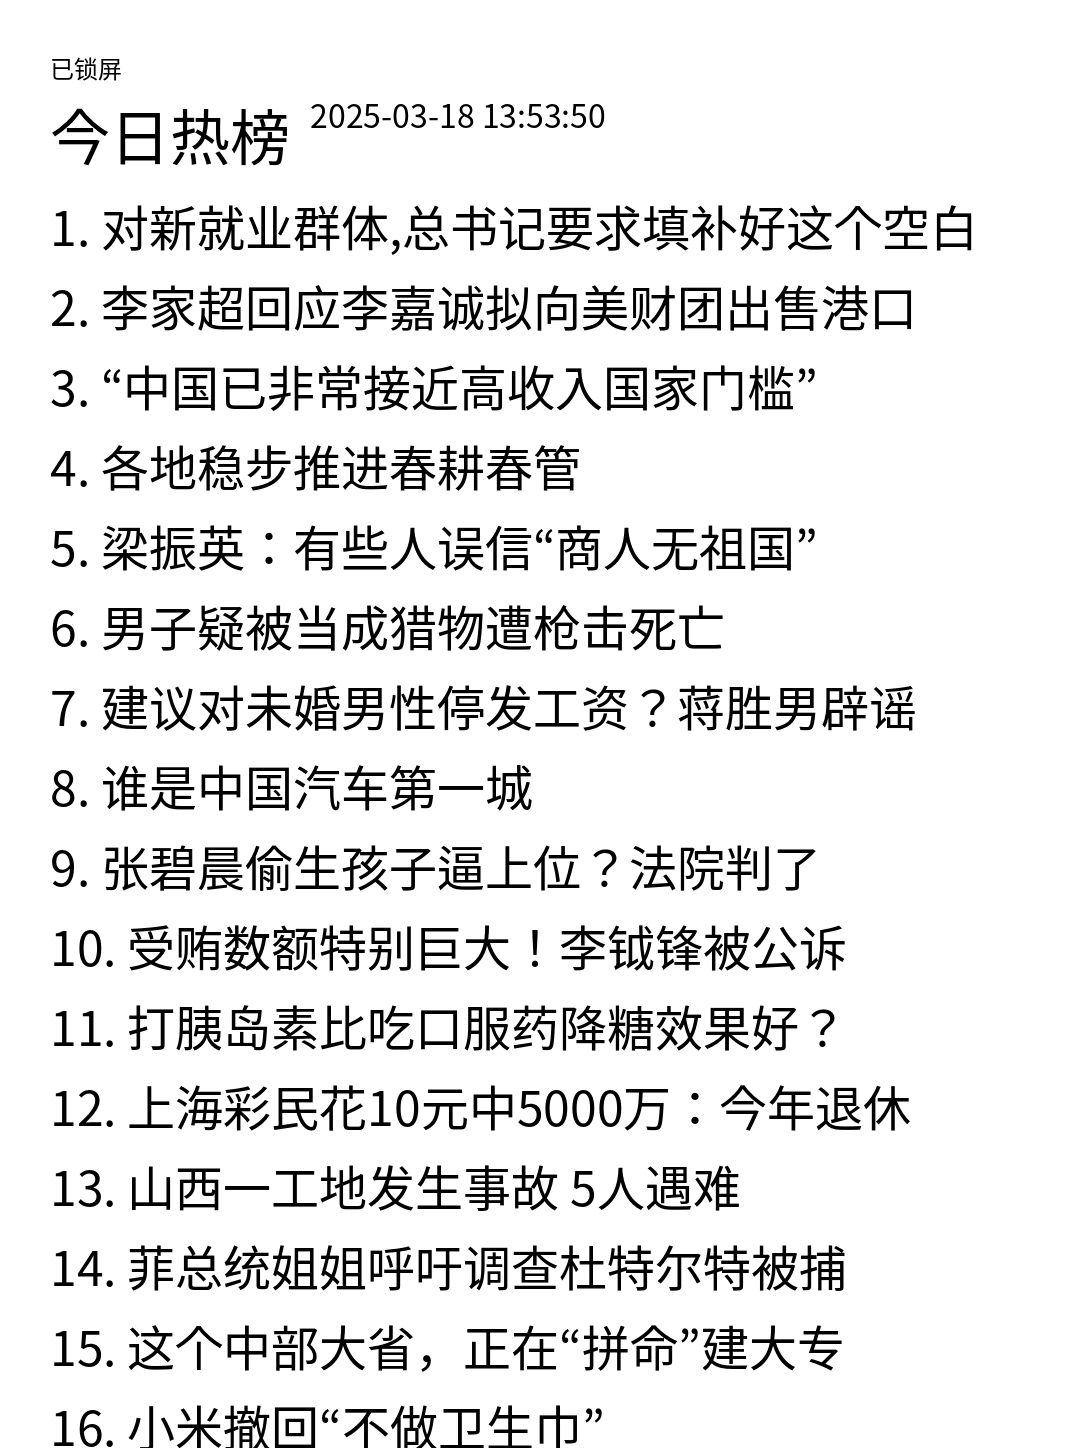 已锁屏
今日热榜 2025-03-18 13:53:50
1. 对新就业群体,总书记要求填补好这个空白
2. 李家超回应李嘉诚拟向美财团出售港口
3. “中国已非常接近高收入国家门槛”
4. 各地稳步推进春耕春管
5. 梁振英：有些人误信“商人无祖国”
6. 男子疑被当成猎物遭枪击死亡
7. 建议对未婚男性停发工资？蒋胜男辟谣
8. 谁是中国汽车第一城
9. 张碧晨偷生孩子逼上位？法院判了
10. 受贿数额特别巨大！李钺锋被公诉
11. 打胰岛素比吃口服药降糖效果好？
12. 上海彩民花10元中5000万：今年退休
13. 山西一工地发生事故 5人遇难
14. 菲总统姐姐呼吁调查杜特尔特被捕
15. 这个中部大省，正在“拼命”建大专
16. 小米撤回“不做卫生巾”